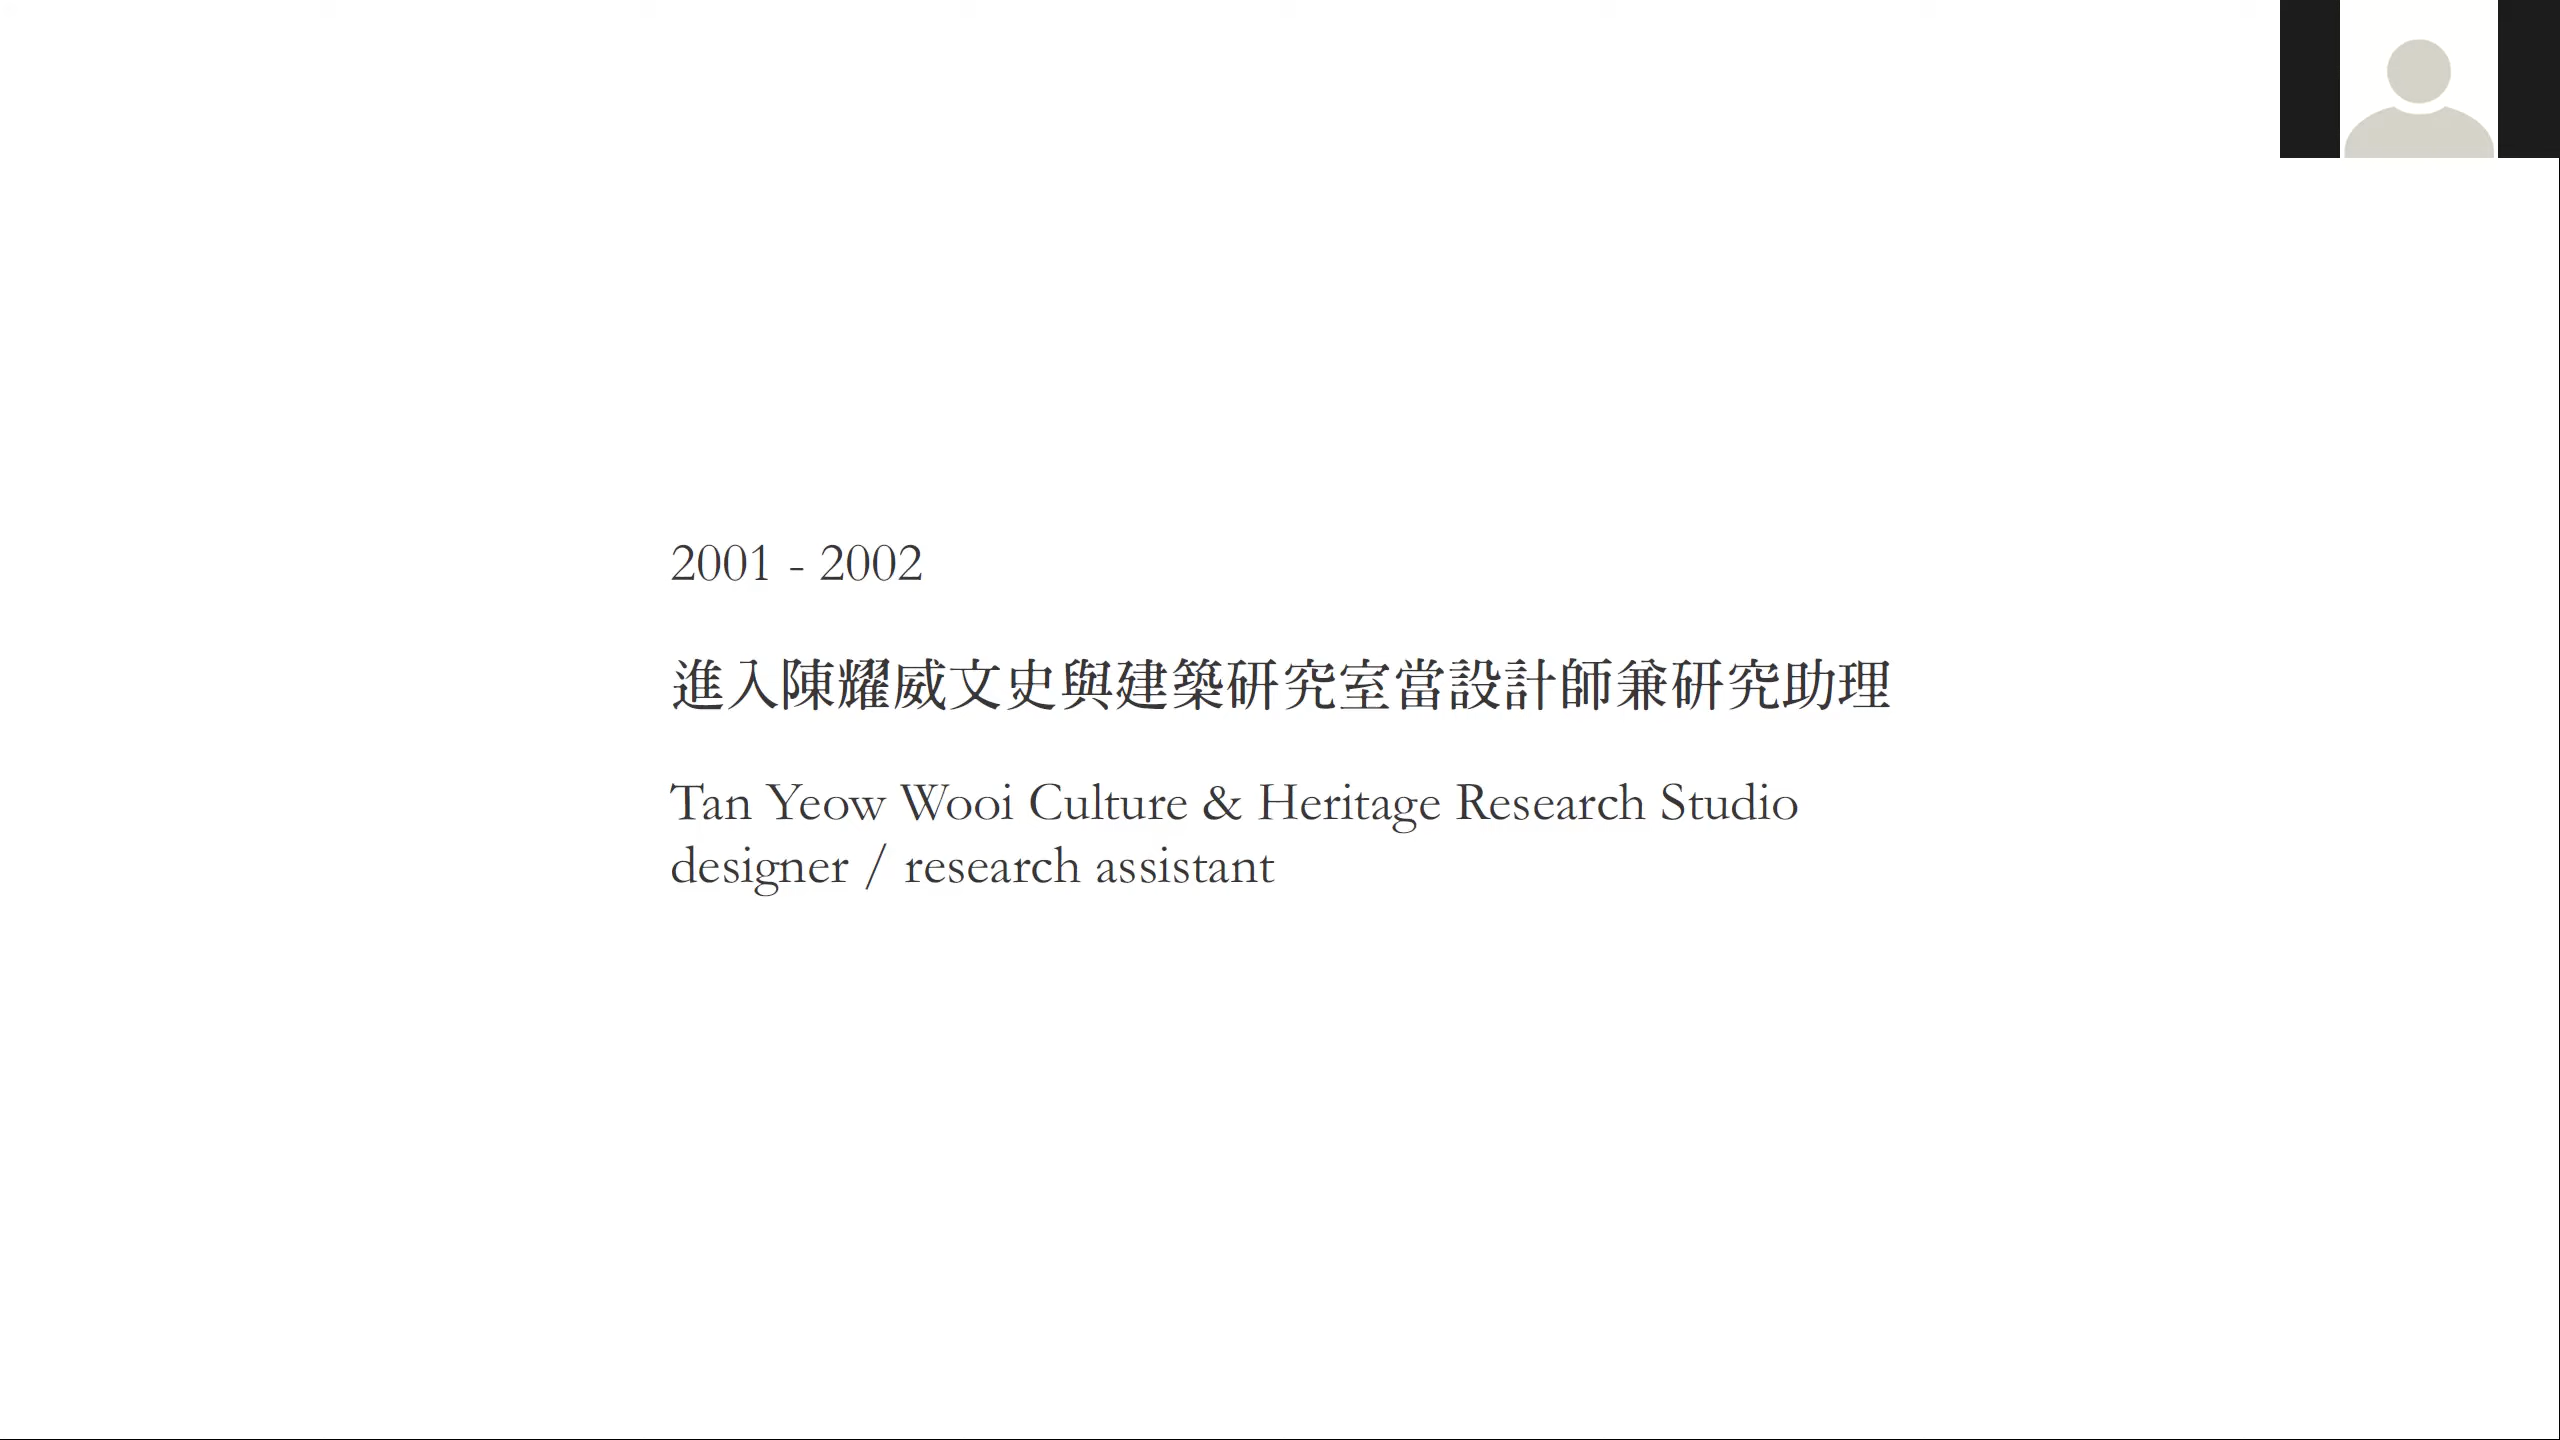 2001 - 2002
進入陳耀威文史與建築研究室當設計師兼研究助理
Tan Yeow Wooi Culture & Heritage Research Studio
designer / research assistant